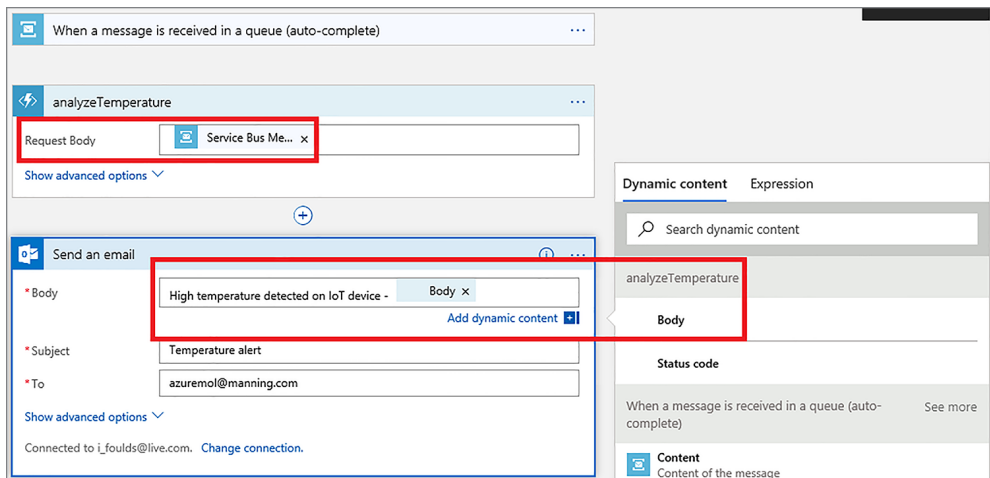 When a message is received in a queue (auto-complete)
...
analyzeTemperature
...
Request Body
Service Bus Me... ×
Show advanced options
Send an email
...
*Body
High temperature detected on IoT device - Body ×
Add dynamic content
*Subject
Temperature alert
*To
azuremol@manning.com
Show advanced options
Connected to i_foulds@live.com. Change connection.
Dynamic content Expression
Search dynamic content
analyzeTemperature
Body
Status code
When a message is received in a queue (auto-
complete)
See more
Content
Content of the message